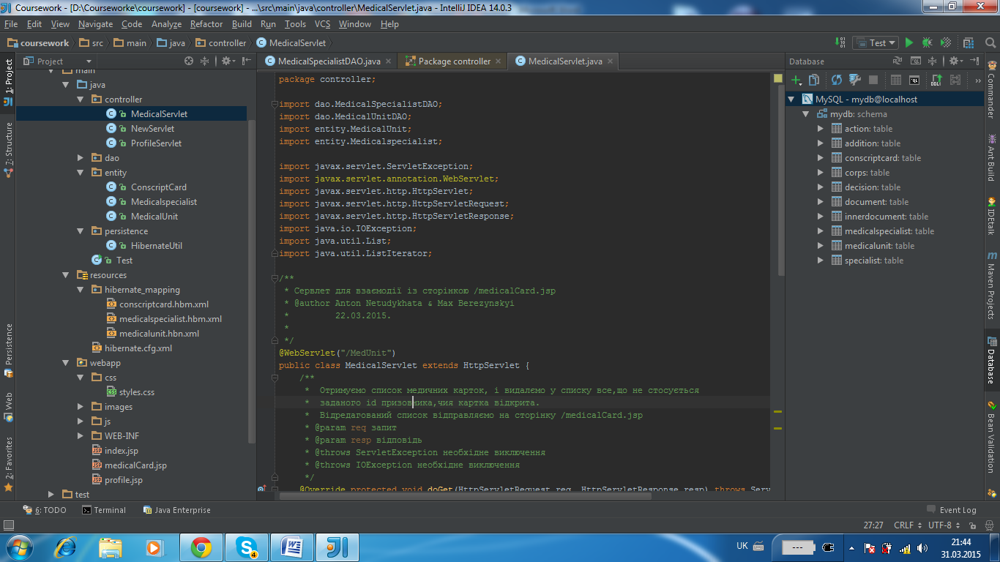 Coursework - [D:\Courseworke\coursework] - [coursework] - ...\src\main\java\controller\MedicalServlet.java - IntelliJ IDEA 14.0.3
File Edit View Navigate Code Analyze Refactor Build Run Tools VCS Window Help
coursework src main java controller MedicalServlet Test
1: Project
7: Structure
Persistence
Web
2: Favorites
Project
main
java
controller
MedicalServlet
NewServlet
ProfileServlet
dao
entity
ConscriptCard
Medicalspecialist
MedicalUnit
persistence
HibernateUtil
Test
resources
hibernate_mapping
conscriptcard.hbm.xml
medicalspecialist.hbm.xml
medicalunit.hbn.xml
hibernate.cfg.xml
webapp
css
styles.css
images
js
WEB-INF
index.jsp
medicalCard.jsp
profile.jsp
test
MedicalSpecialistDAO.java Package controller MedicalServlet.java
package controller;
import dao.MedicalSpecialistDAO;
import dao.MedicalUnitDAO;
import entity.MedicalUnit;
import entity.Medicalspecialist;
import javax.servlet.ServletException;
import javax.servlet.annotation.WebServlet;
import javax.servlet.http.HttpServlet;
import javax.servlet.http.HttpServletRequest;
import javax.servlet.http.HttpServletResponse;
import java.io.IOException;
import java.util.List;
import java.util.ListIterator;
/**
* Сервлет для взаємодії із сторінкою /medicalCard.jsp
* @author Anton Netudykhata & Max Berezynskyi
* 22.03.2015.
*
*/
@WebServlet("/MedUnit")
public class MedicalServlet extends HttpServlet {
/**
* Отримуємо список медичних карток, і видалємо у списку все,що не стосується
* заданого id призовника,чия картка відкрита.
* Відредатований список відправляємо на сторінку /medicalCard.jsp
* @param req запит
* @param resp відповідь
* @throws ServletException необхідне виключення
* @throws IOException необхідне виключення
*/
@Override protected void doGet(HttpServletRequest req, HttpServletResponse resp) throws Serv
Database
MySQL - mydb@localhost
mydb: schema
action: table
addition: table
conscriptcard: table
corps: table
decision: table
document: table
innerdocument: table
medicalspecialist: table
medicalunit: table
specialist: table
Commander
Ant Build
IDEtalk
Maven Projects
Database
Bean Validation
6: TODO Terminal Java Enterprise Event Log
27:27 CRLF UTF-8
4
UK
21:44
31.03.2015